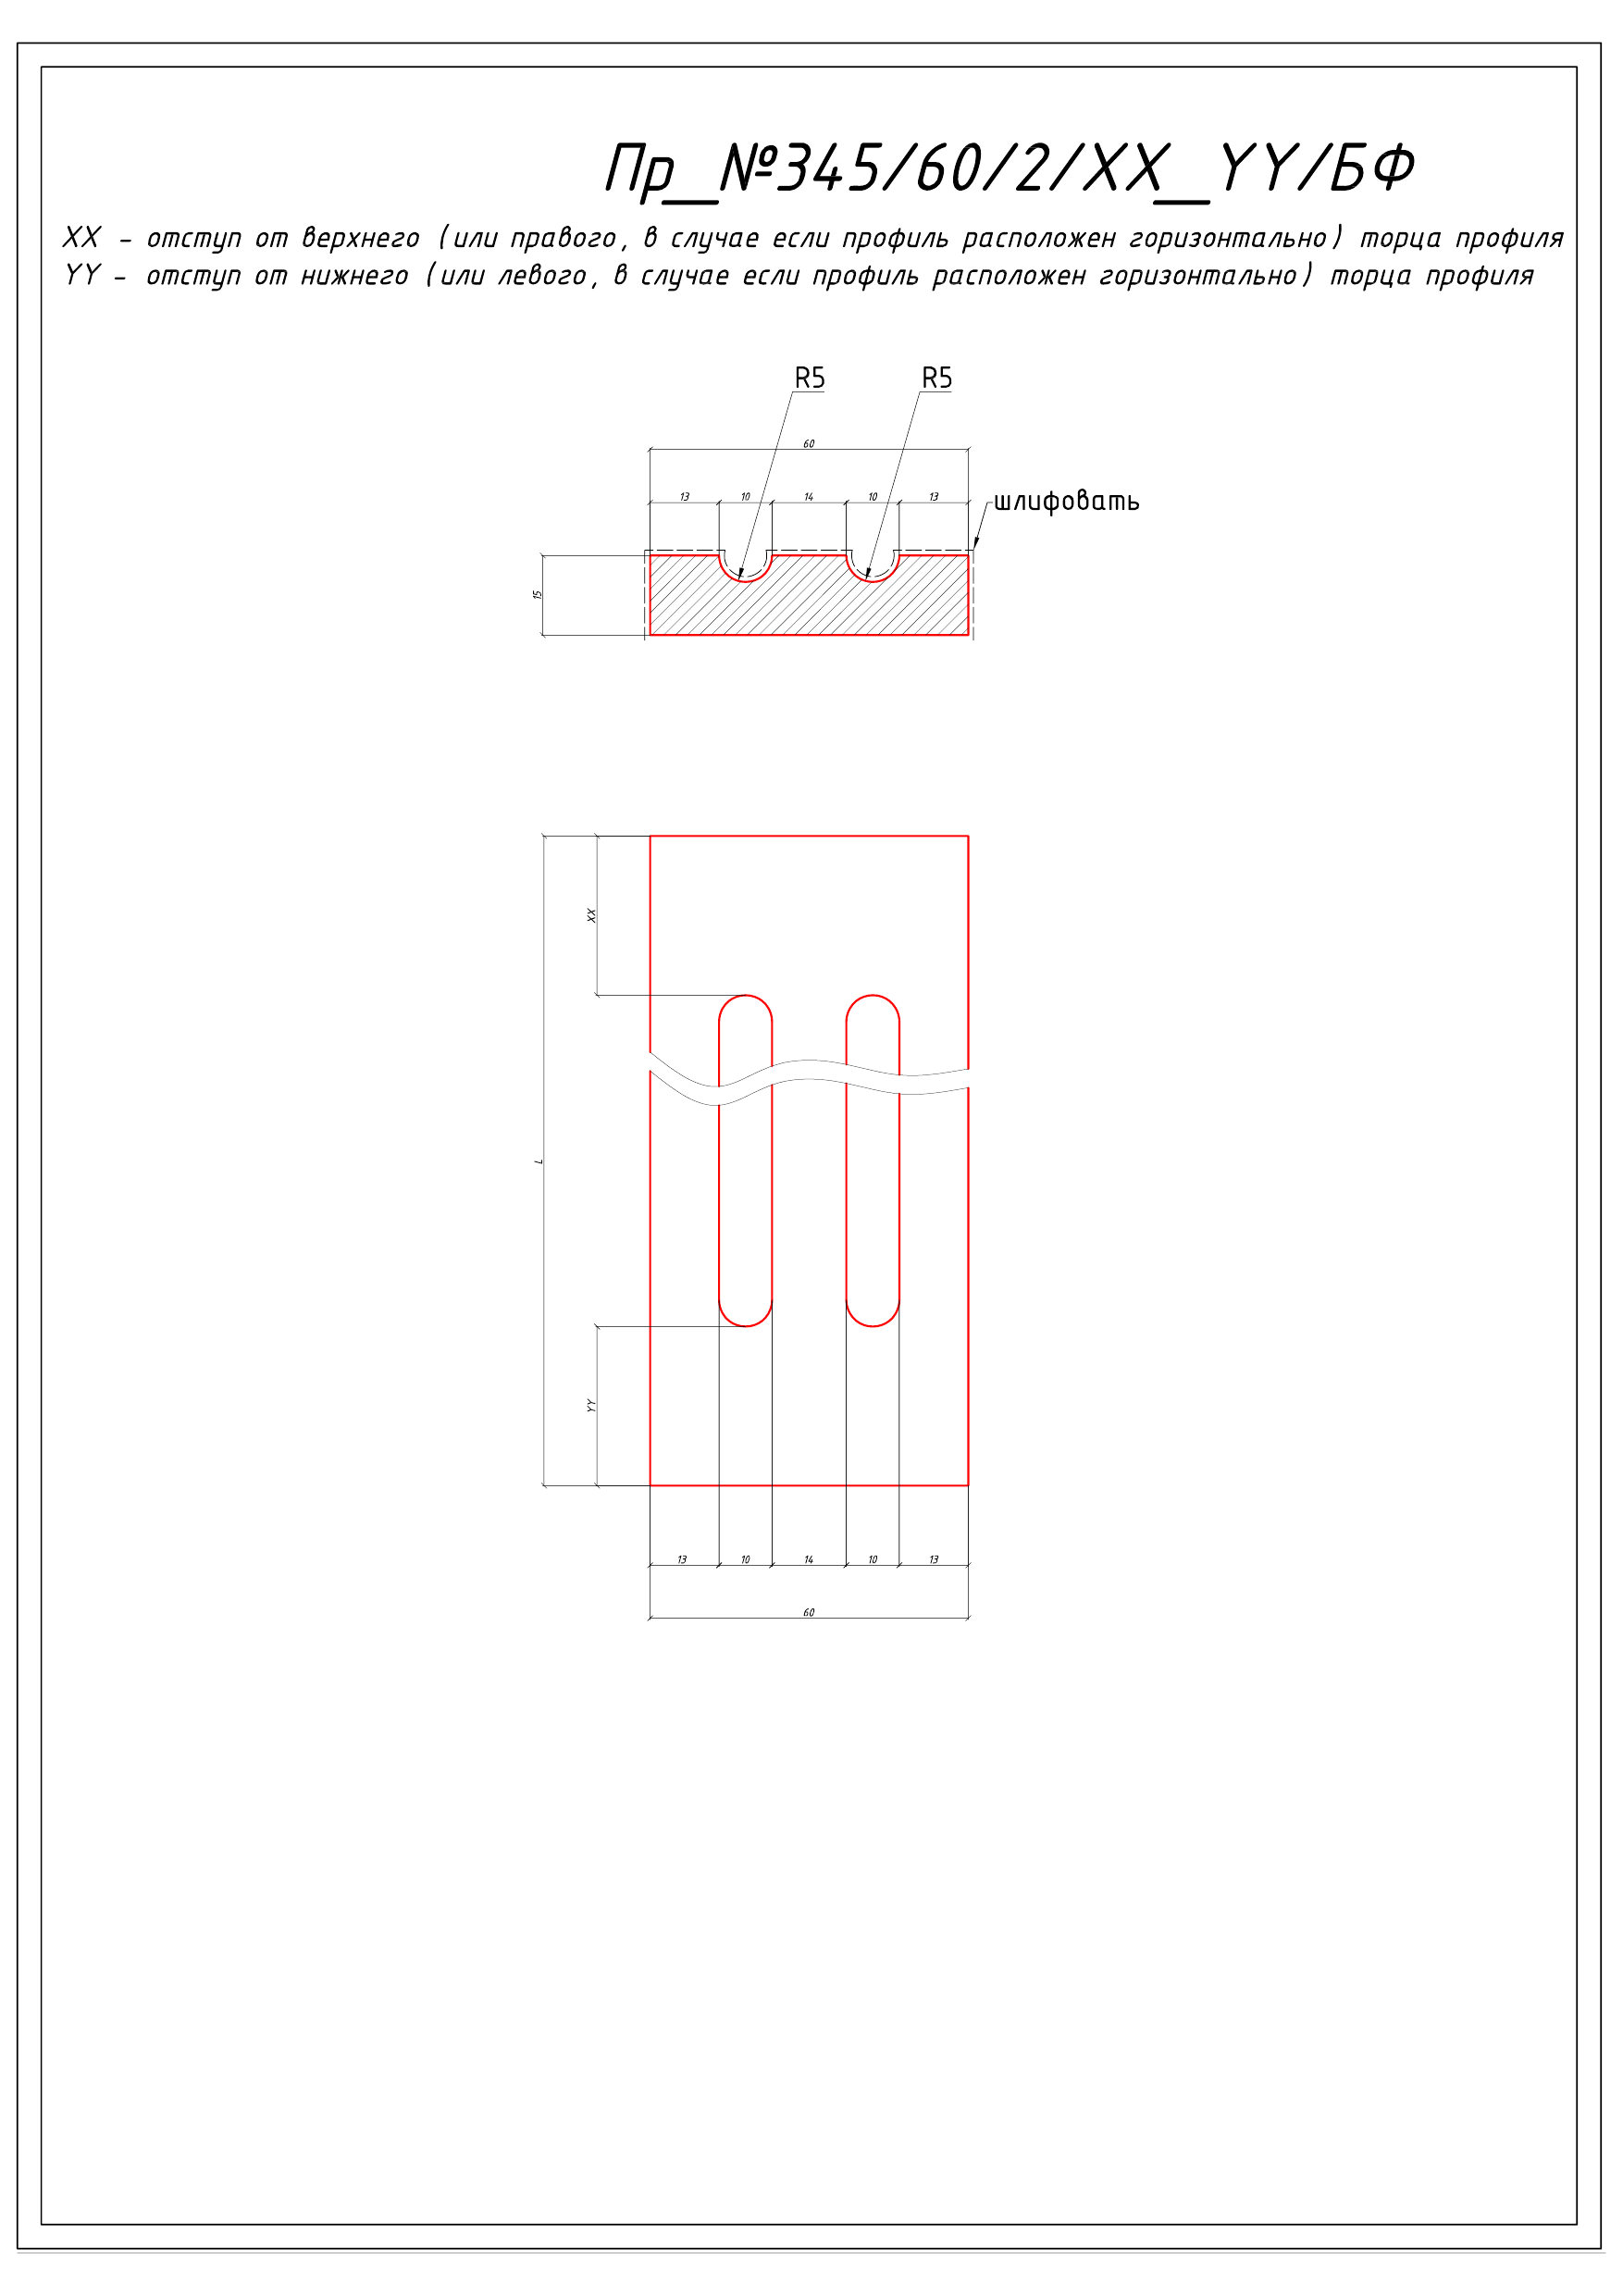 Пр__№345/60/2/XX__YY/БФ
XX - отступ от верхнего (или правого, в случае если профиль расположен горизонтально) торца профиля
YY - отступ от нижнего (или левого, в случае если профиль расположен горизонтально) торца профиля
R5 R5
60
13 10 14 10 13
шлифовать
15
XX
L
YY
13 10 14 10 13
60